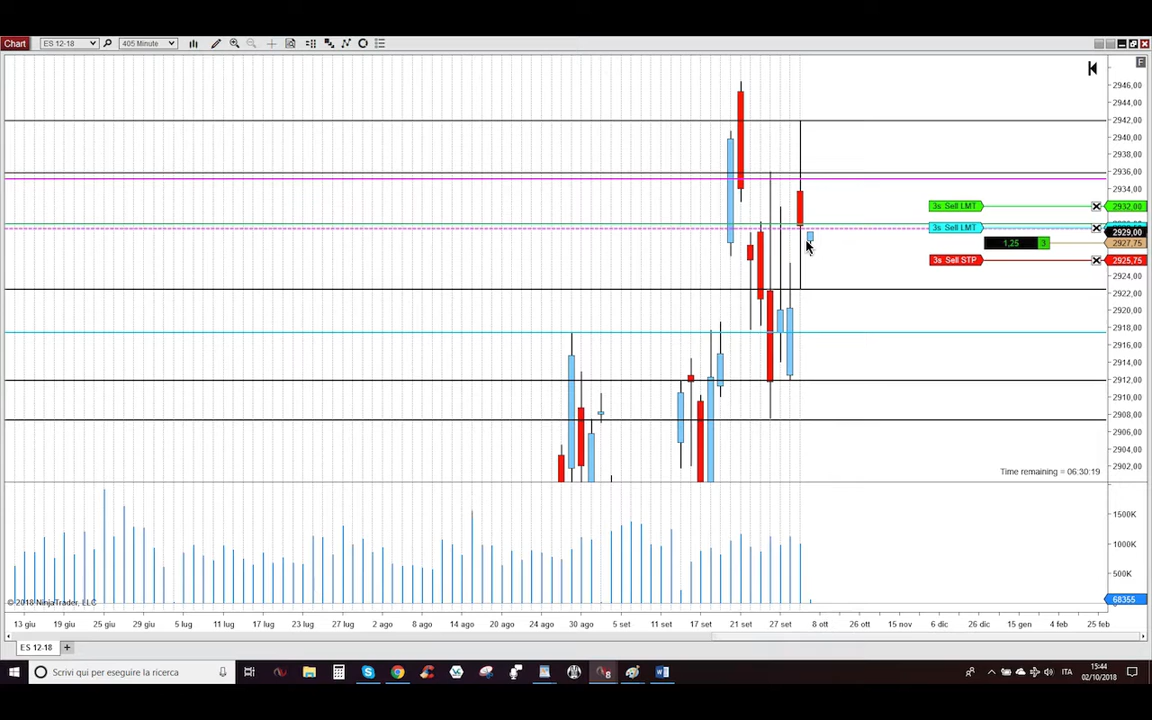 Chart ES 12-18 405 Minute
F
2946,00
2944,00
2942,00
2940,00
2938,00
2936,00
2934,00
3s Sell LMT 2932,00
3s Sell LMT
2929,00
1,25 3 2927,75
3s Sell STP 2925,75
2924,00
2922,00
2920,00
2918,00
2916,00
2914,00
2912,00
2910,00
2908,00
2906,00
2904,00
2902,00
Time remaining = 06:30:19
1500K
1000K
500K
68355
© 2018 NinjaTrader, LLC
13 giu 19 giu 25 giu 29 giu 5 lug 11 lug 17 lug 23 lug 27 lug 2 ago 8 ago 14 ago 20 ago 24 ago 30 ago 5 set 11 set 17 set 21 set 27 set 8 ott 26 ott 15 nov 6 dic 26 dic 15 gen 4 feb 25 feb
ES 12-18 +
Scrivi qui per eseguire la ricerca
ITA
15:44
02/10/2018